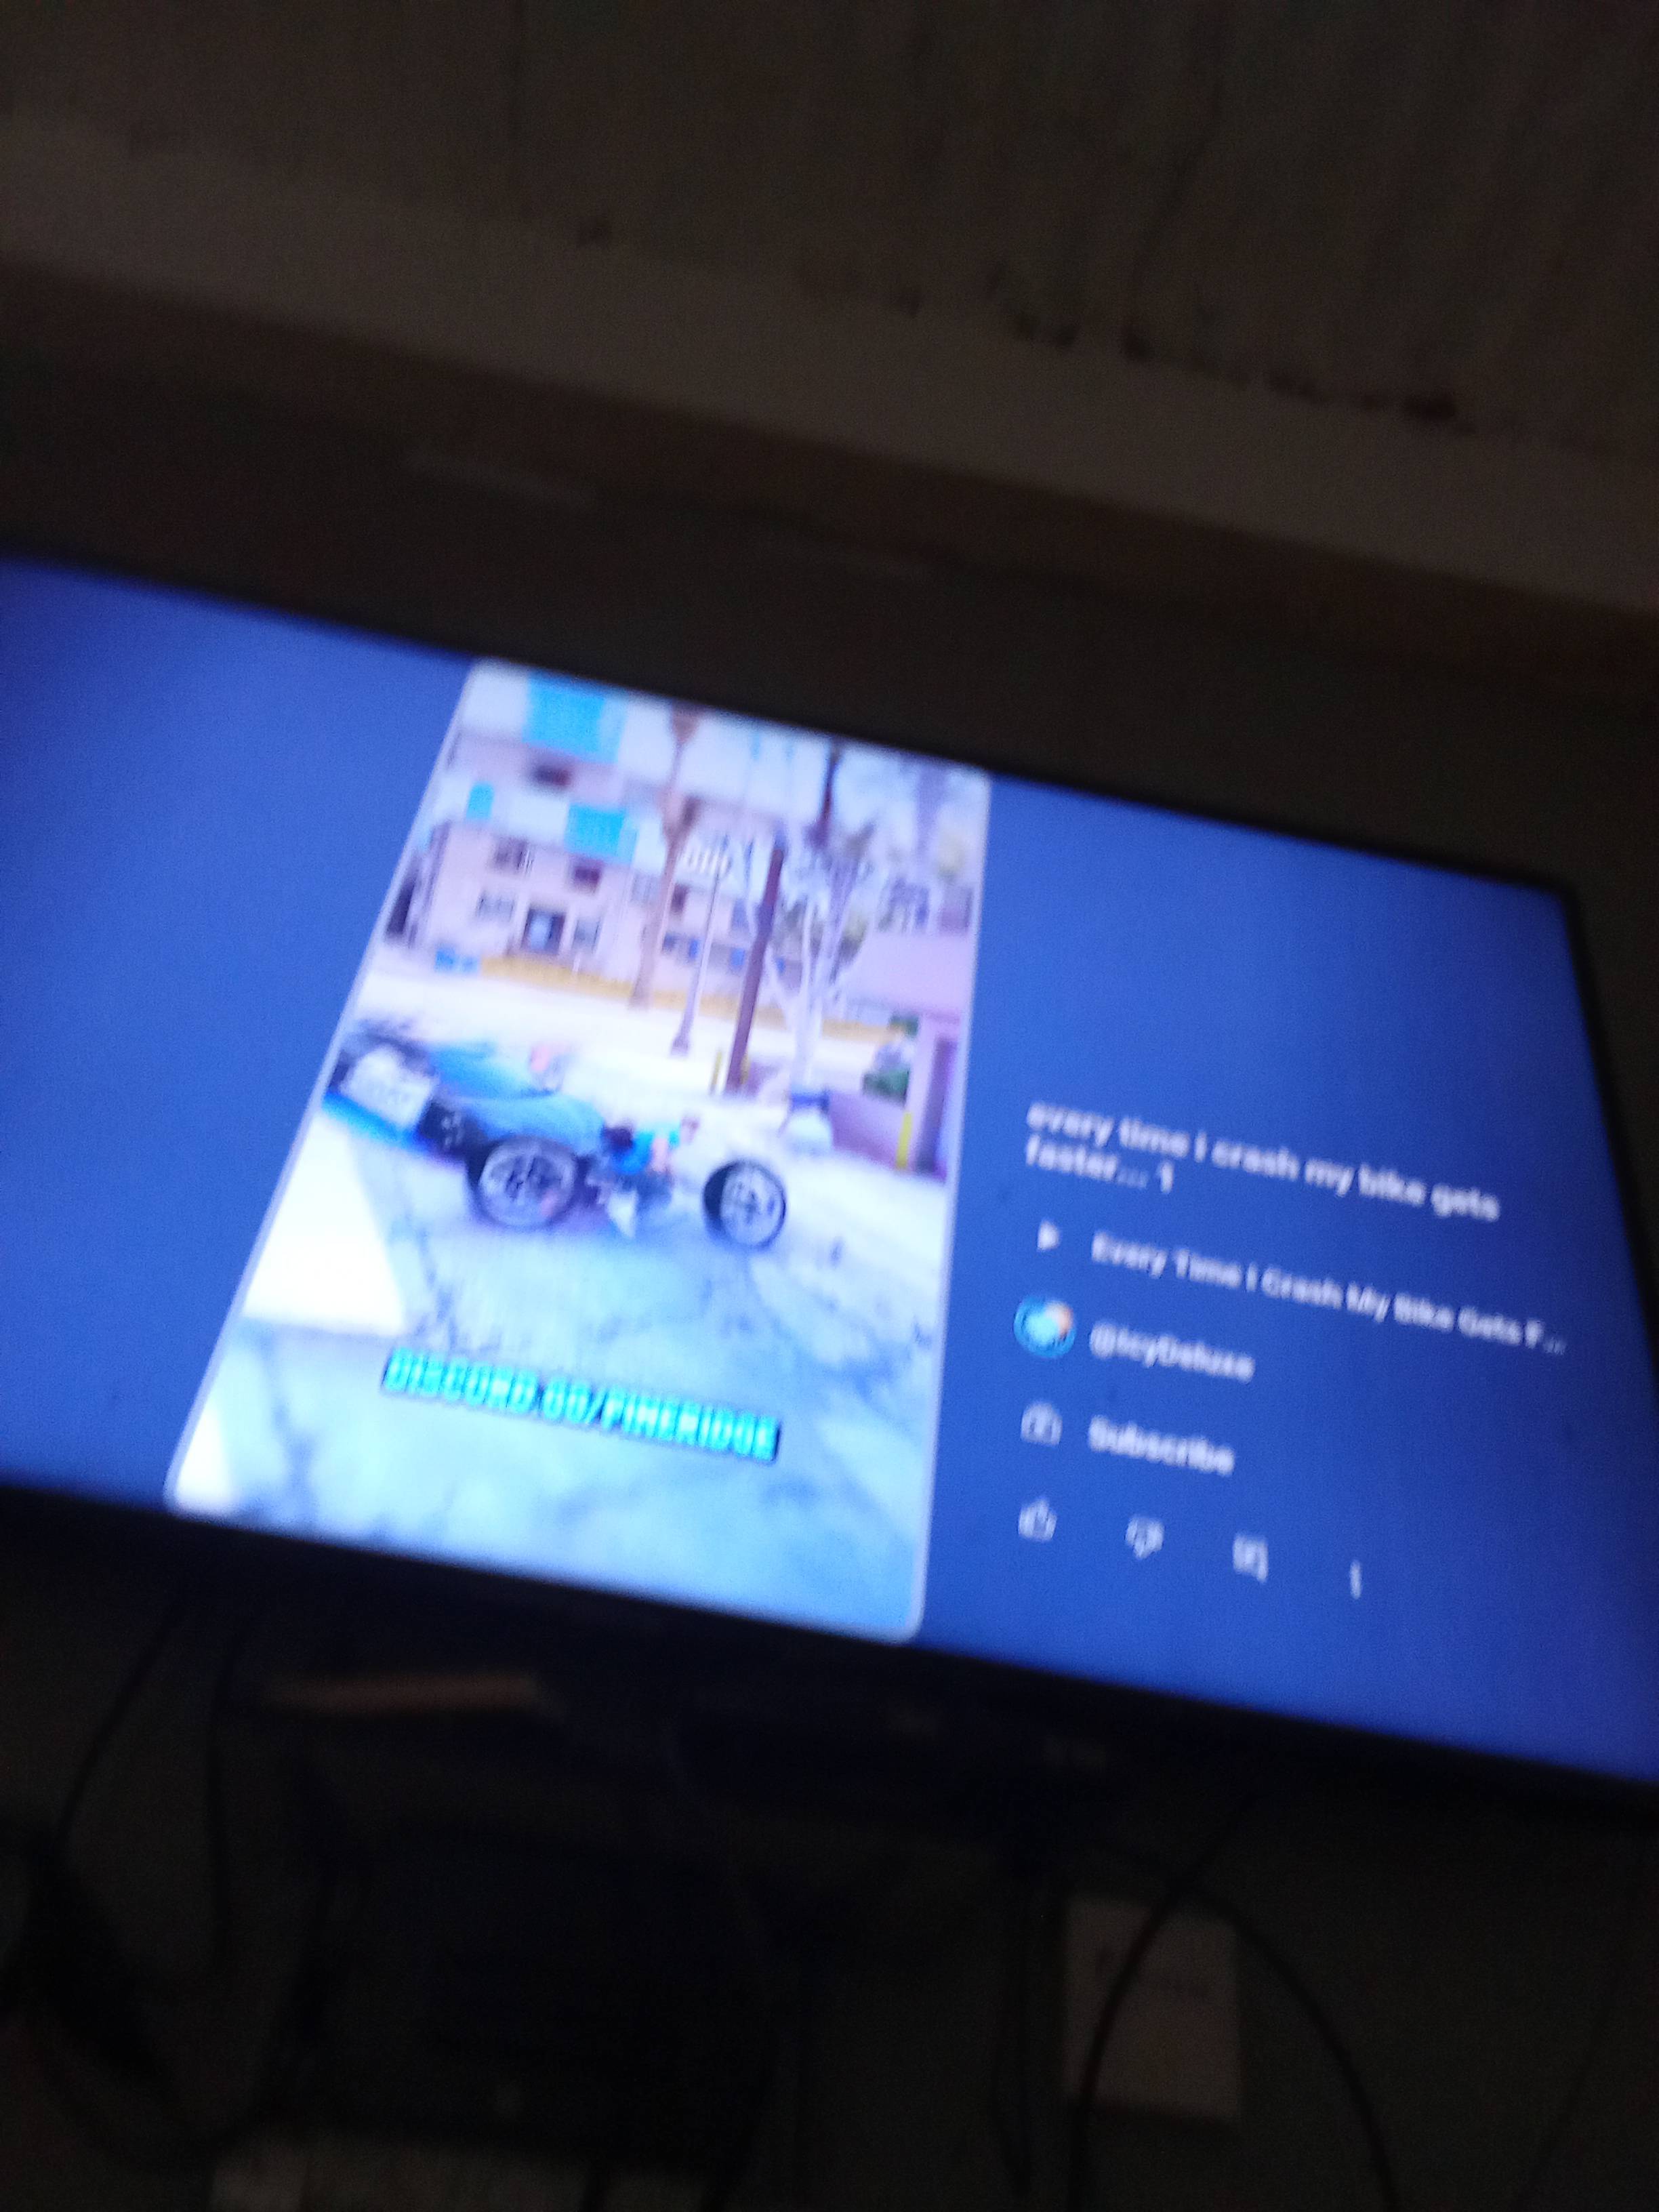 DISCORD.GG/PINERIDGE
every time i crash my bike gets
faster... 1
Every Time I Crash My Bike Gets F...
@IcyDeluxe
Subscribe